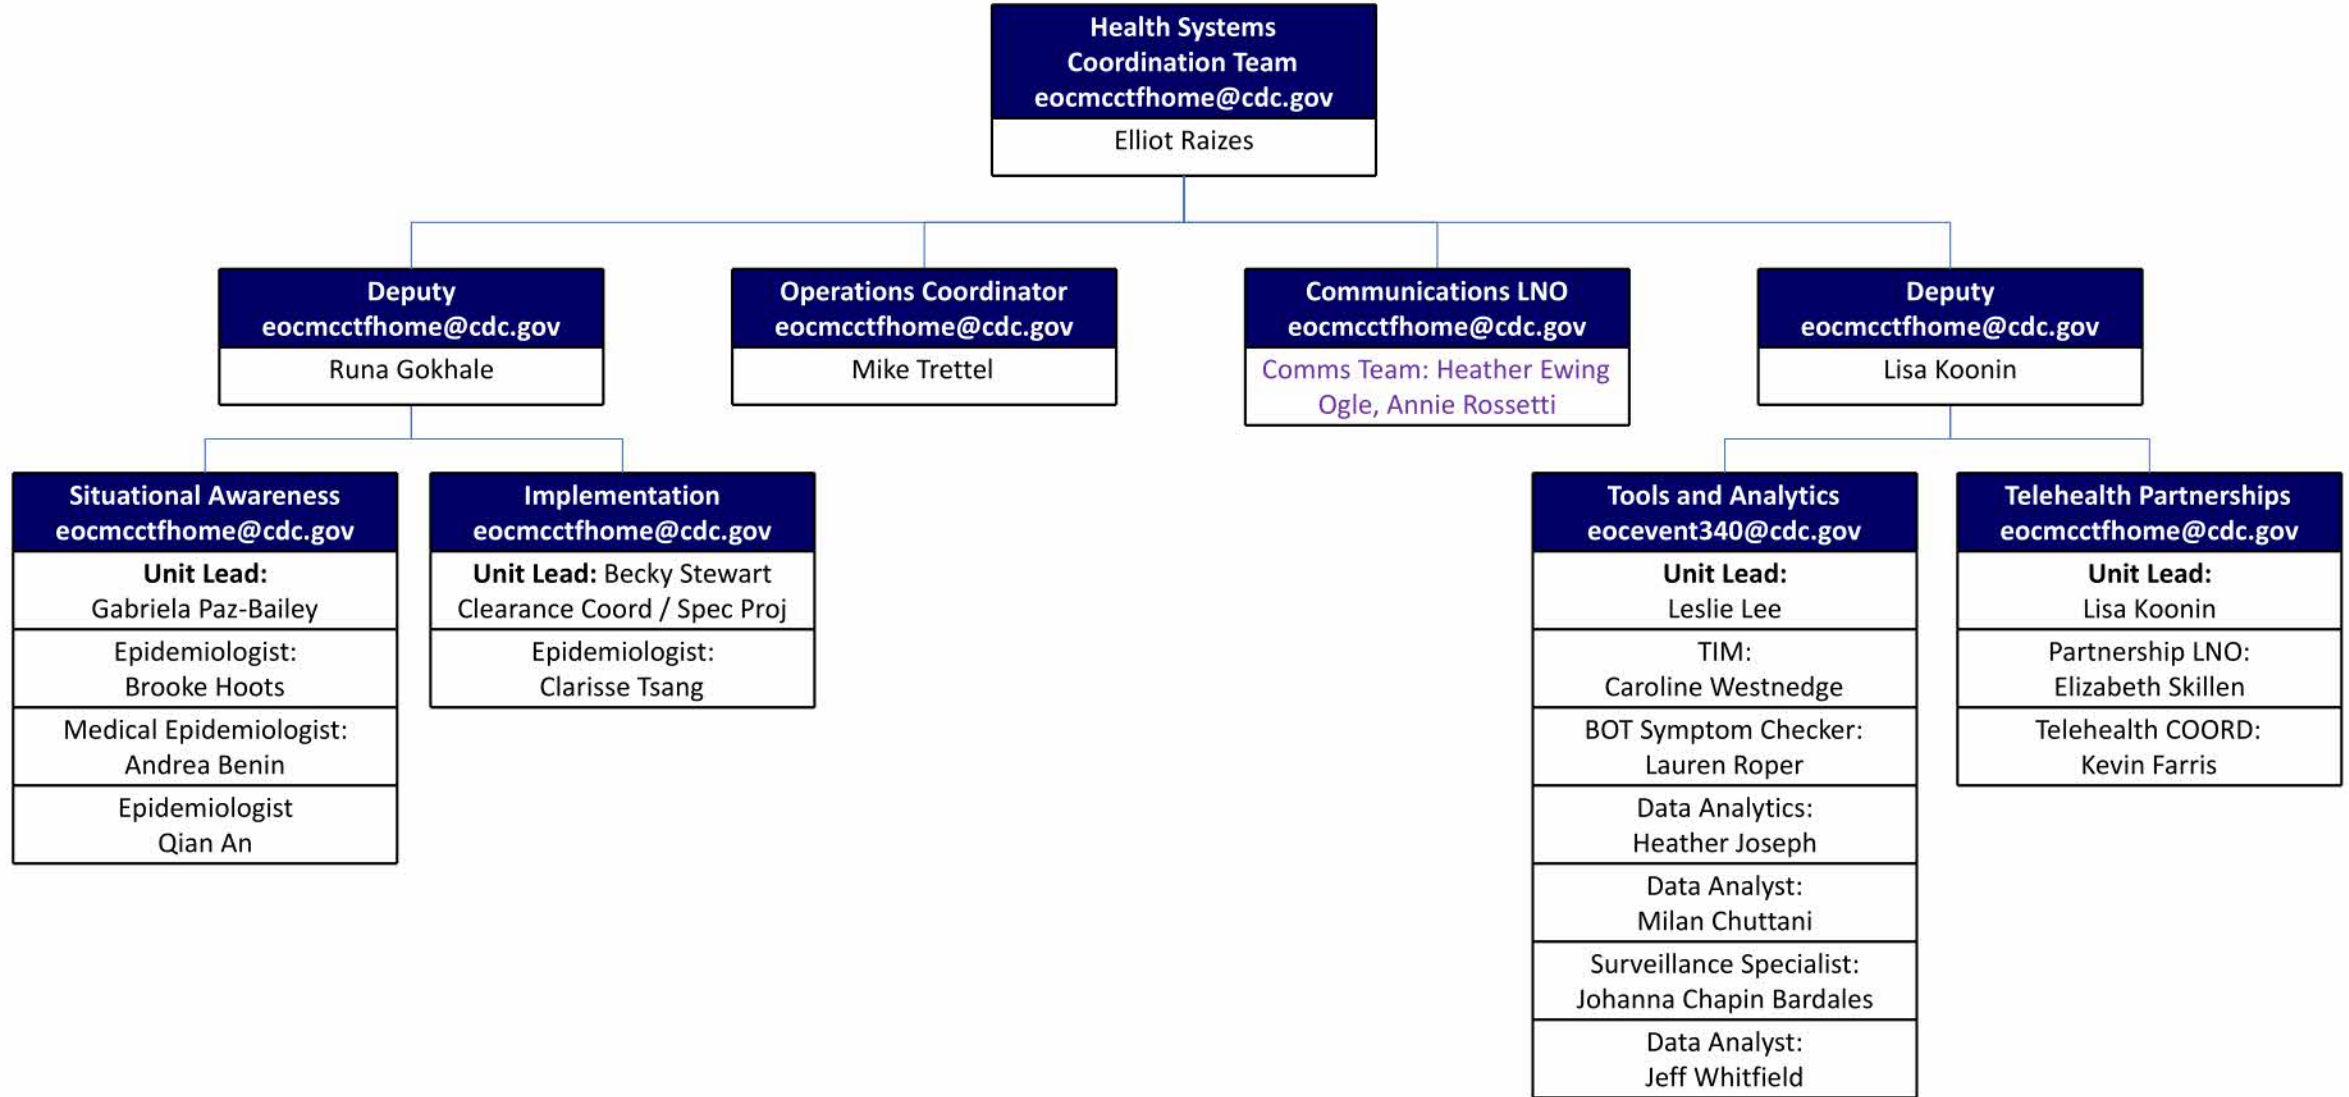 Health Systems
Coordination Team
eocmcctfhome@cdc.gov
Elliot Raizes
Deputy
eocmcctfhome@cdc.gov
Runa Gokhale
Operations Coordinator
eocmcctfhome@cdc.gov
Mike Trettel
Communications LNO
eocmcctfhome@cdc.gov
Comms Team: Heather Ewing
Ogle, Annie Rossetti
Deputy
eocmcctfhome@cdc.gov
Lisa Koonin
Situational Awareness
eocmcctfhome@cdc.gov
Unit Lead:
Gabriela Paz-Bailey
Epidemiologist:
Brooke Hoots
Medical Epidemiologist:
Andrea Benin
Epidemiologist
Qian An
Implementation
eocmcctfhome@cdc.gov
Unit Lead: Becky Stewart
Clearance Coord / Spec Proj
Epidemiologist:
Clarisse Tsang
Tools and Analytics
eocevent340@cdc.gov
Unit Lead:
Leslie Lee
TIM:
Caroline Westnedge
BOT Symptom Checker:
Lauren Roper
Data Analytics:
Heather Joseph
Data Analyst:
Milan Chuttani
Surveillance Specialist:
Johanna Chapin Bardales
Data Analyst:
Jeff Whitfield
Telehealth Partnerships
eocmcctfhome@cdc.gov
Unit Lead:
Lisa Koonin
Partnership LNO:
Elizabeth Skillen
Telehealth COORD:
Kevin Farris